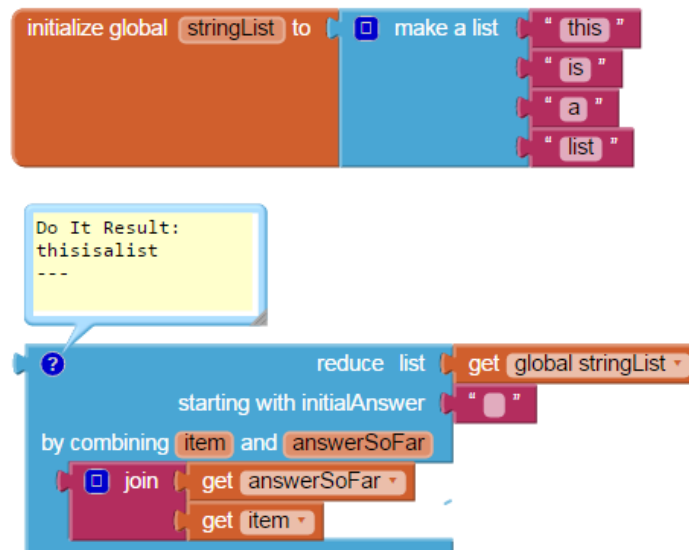 initialize global stringList to make a list " this "
" is "
" a "
" list "
Do It Result:
thisisalist
---
? reduce list get global stringList
starting with initialAnswer " "
by combining item and answerSoFar
join get answerSoFar
get item